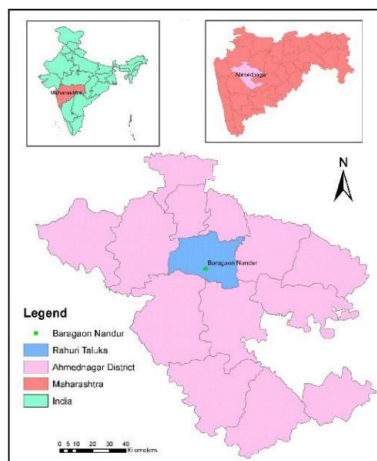 Maharashtra
Ahmednagar
N
Baragaon Nandur
Legend
Baragaon Nandur
Rahuri Taluka
Ahmednagar District
Maharashtra
India
0 5 10 20 30 40
Kilometers